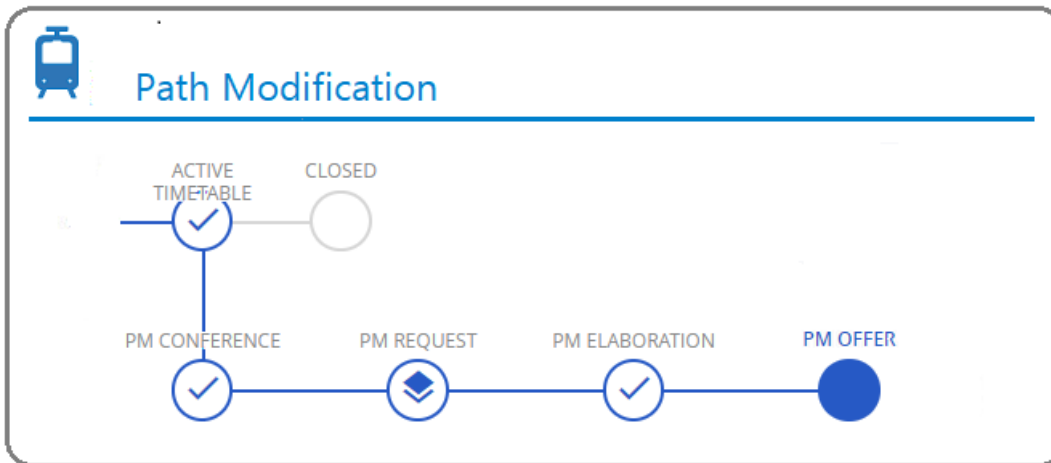 Path Modification
ACTIVE
TIMETABLE
CLOSED
PM CONFERENCE
PM REQUEST
PM ELABORATION
PM OFFER